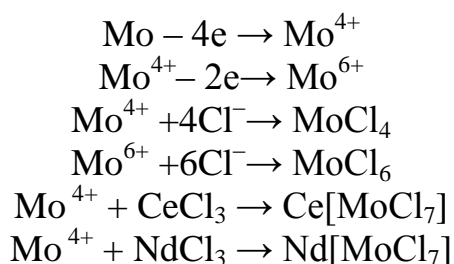 Mo – 4e → Mo⁴⁺
Mo⁴⁺– 2e→ Mo⁶⁺
Mo⁴⁺ +4Cl⁻→ MoCl₄
Mo⁶⁺ +6Cl⁻→ MoCl₆
Mo ⁴⁺ + CeCl₃ → Ce[MoCl₇]
Mo ⁴⁺ + NdCl₃ → Nd[MoCl₇]